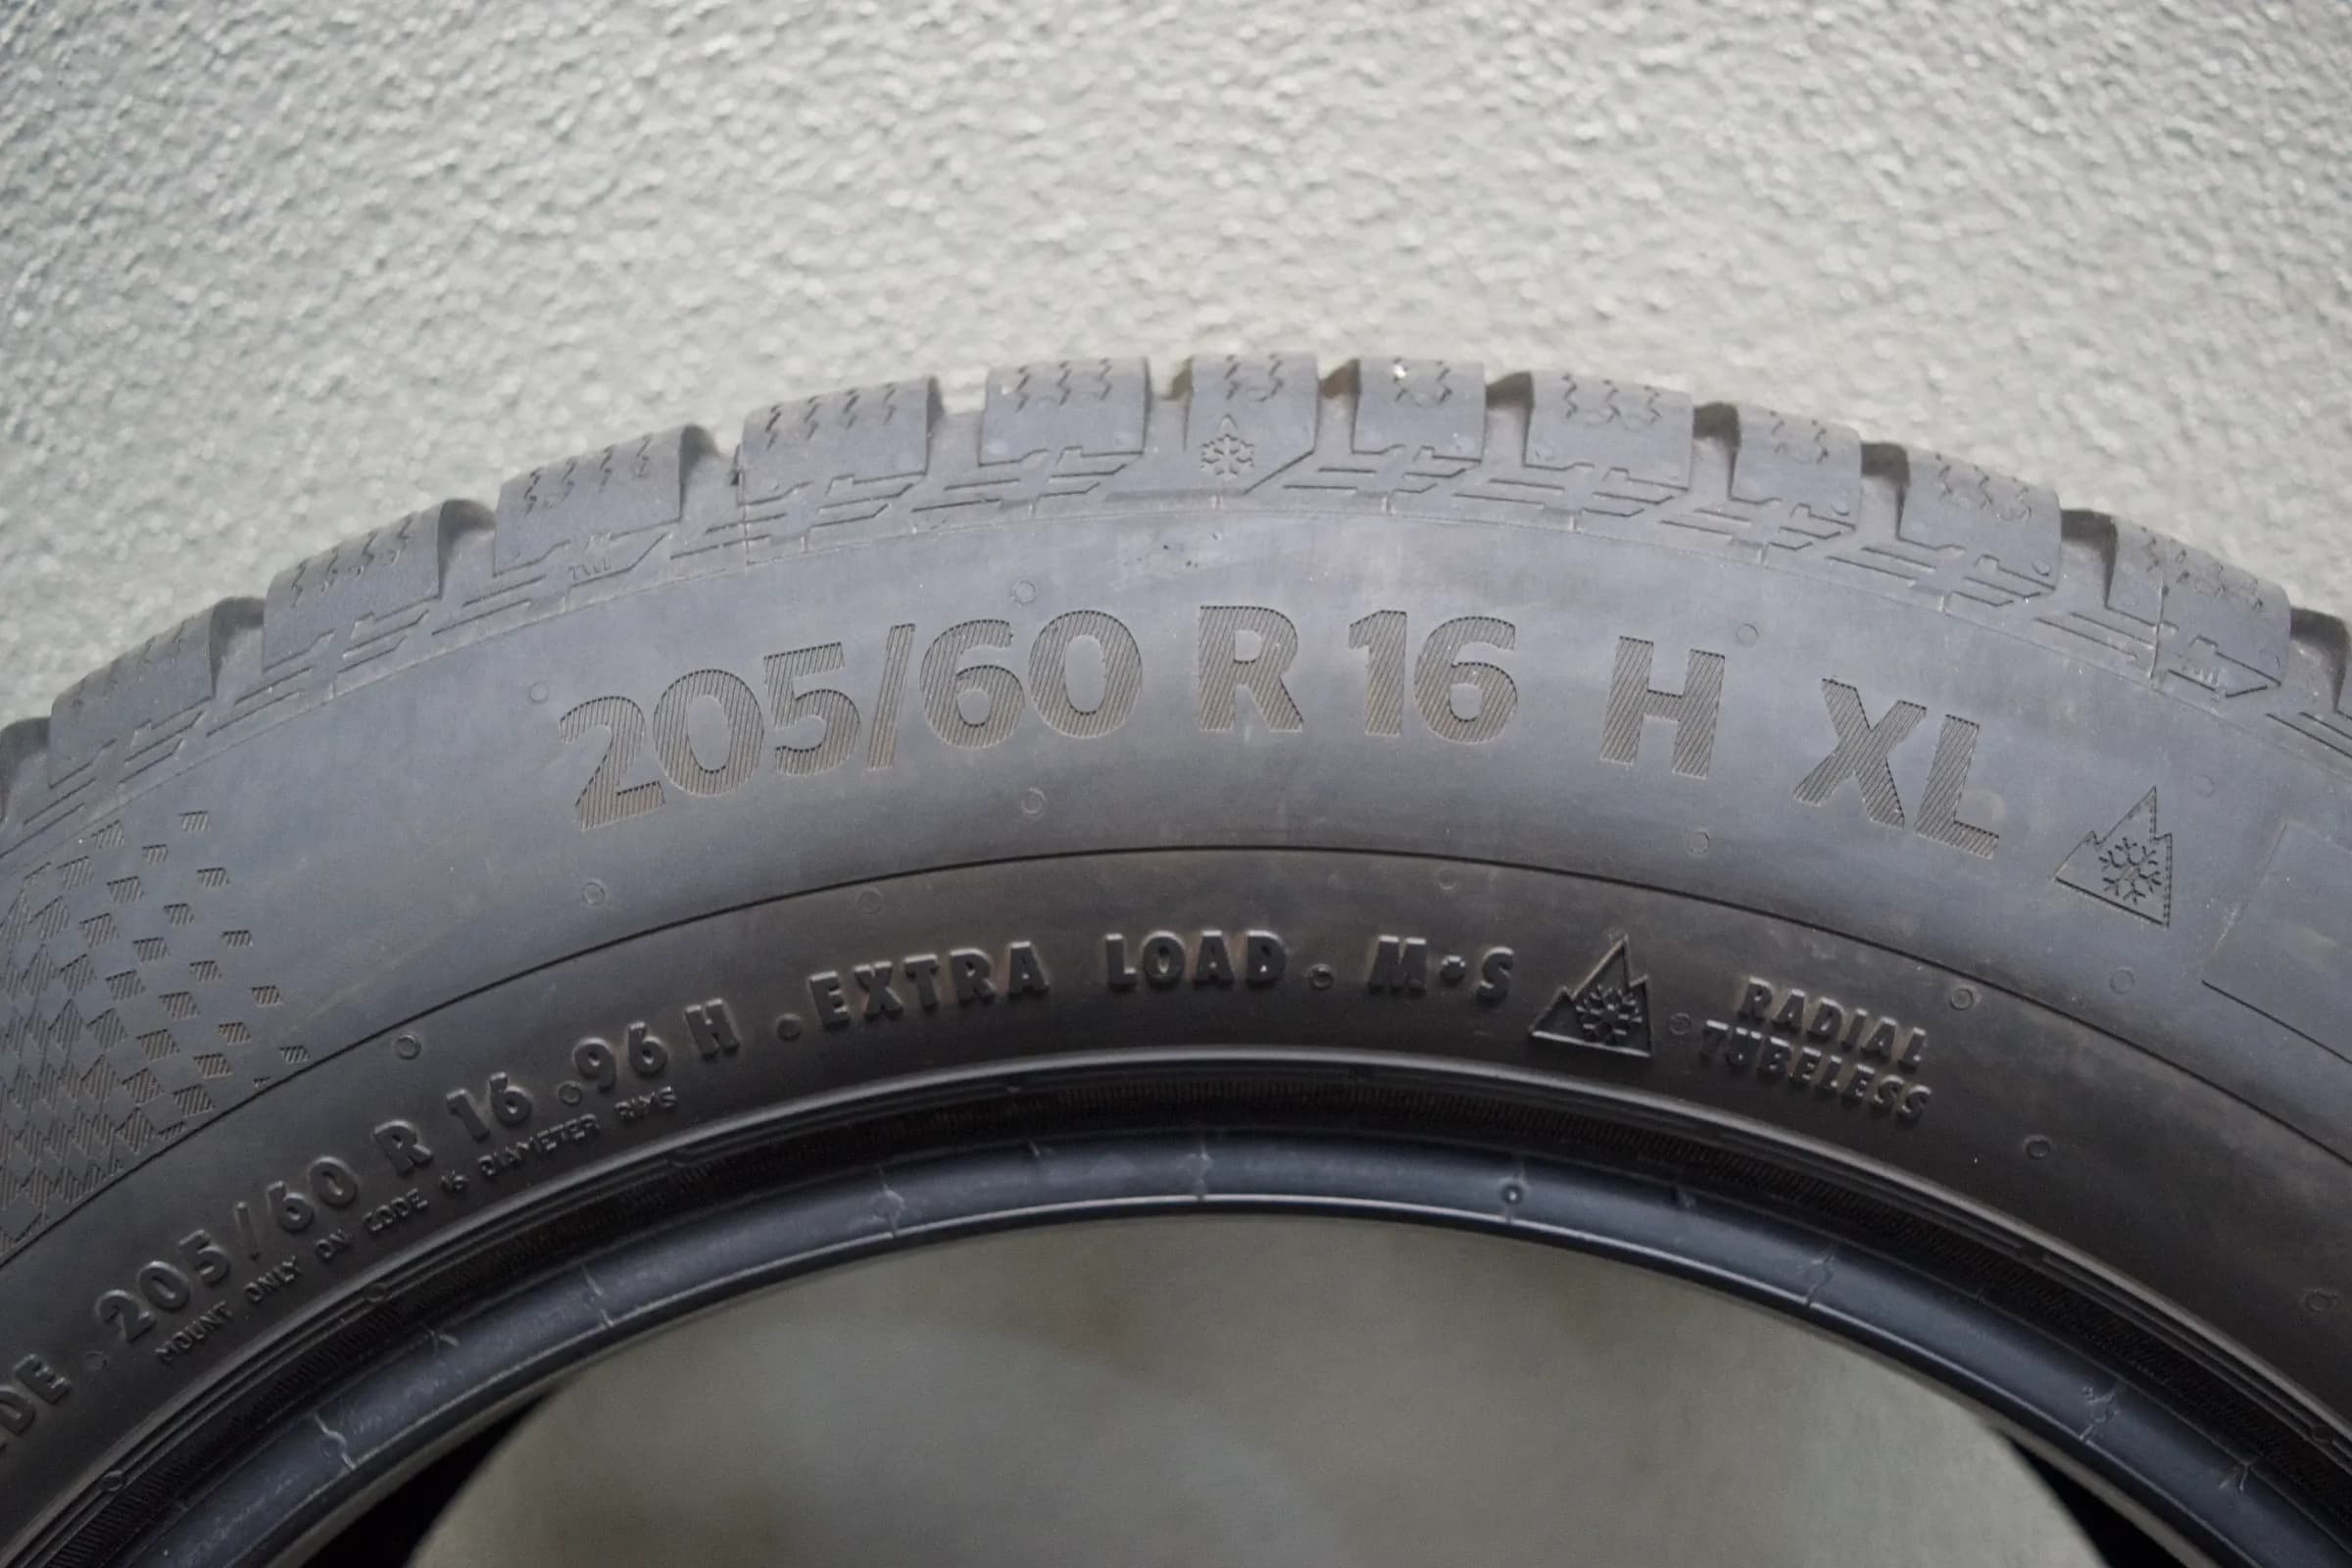 205/60 R 16 H XL
205/60 R 16 . 96 H . EXTRA LOAD . M+S
MOUNT ONLY ON CODE 16 DIAMETER RIMS
RADIAL
TUBELESS